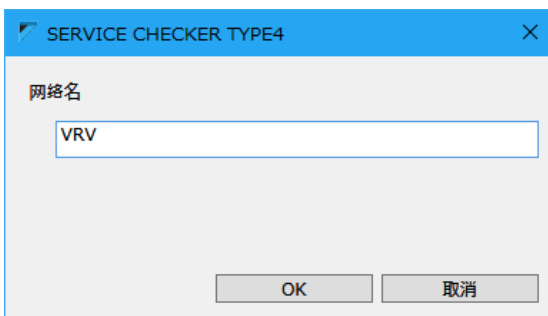 SERVICE CHECKER TYPE4
网络名
VRV
OK
取消